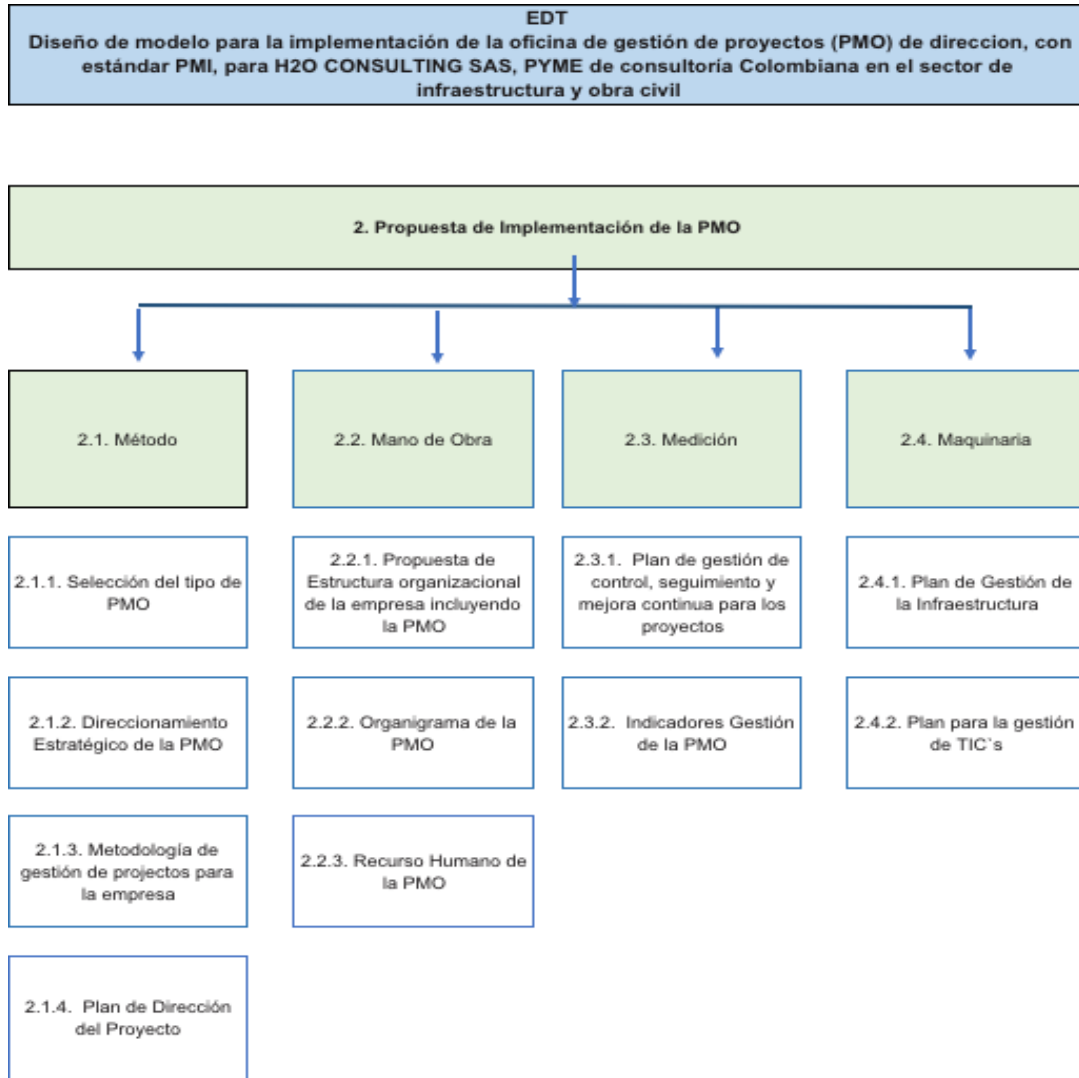 EDT
Diseño de modelo para la implementación de la oficina de gestión de proyectos (PMO) de direccion, con
estándar PMI, para H2O CONSULTING SAS, PYME de consultoría Colombiana en el sector de
infraestructura y obra civil
2. Propuesta de Implementación de la PMO
2.1. Método
2.2. Mano de Obra
2.3. Medición
2.4. Maquinaria
2.1.1. Selección del tipo de
PMO
2.2.1. Propuesta de
Estructura organizacional
de la empresa incluyendo
la PMO
2.3.1. Plan de gestión de
control, seguimiento y
mejora continua para los
proyectos
2.4.1. Plan de Gestión de
la Infraestructura
2.1.2. Direccionamiento
Estratégico de la PMO
2.2.2. Organigrama de la
PMO
2.3.2. Indicadores Gestión
de la PMO
2.4.2. Plan para la gestión
de TIC`s
2.1.3. Metodología de
gestión de projectos para
la empresa
2.2.3. Recurso Humano de
la PMO
2.1.4. Plan de Dirección
del Proyecto